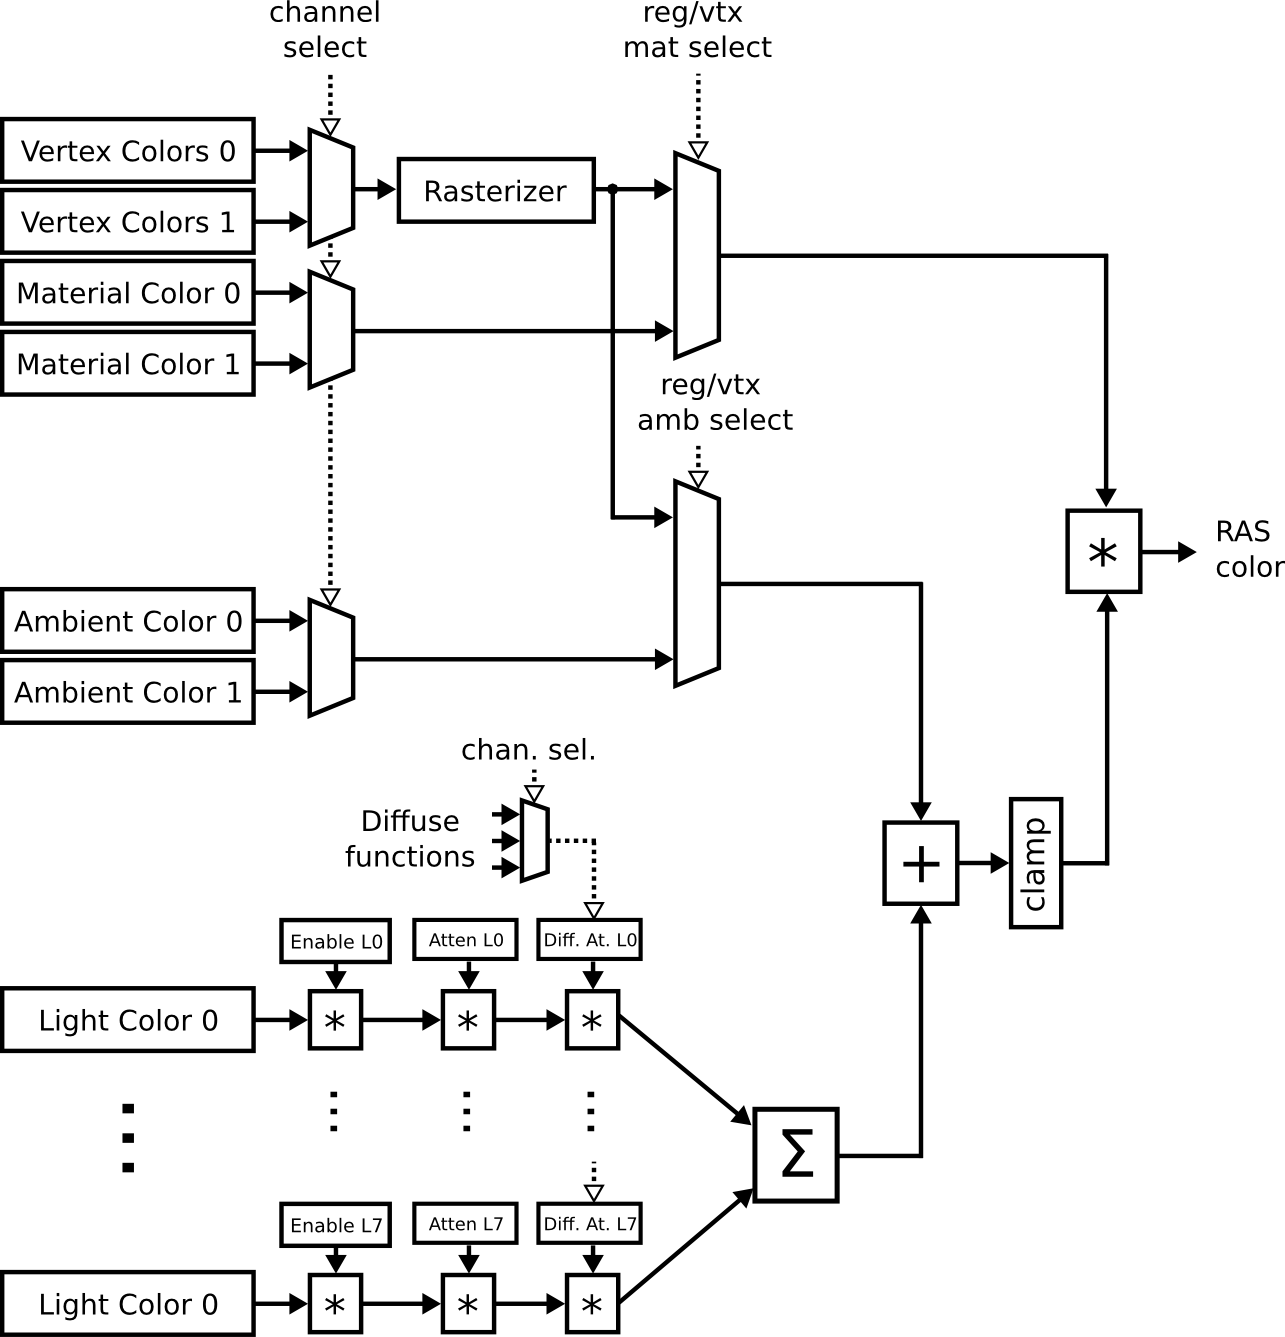 channel
select
reg/vtx
mat select
Vertex Colors 0
Vertex Colors 1
Rasterizer
Material Color 0
Material Color 1
reg/vtx
amb select
*
RAS
color
Ambient Color 0
Ambient Color 1
chan. sel.
Diffuse
functions
+
clamp
Enable L0
Atten L0
Diff. At. L0
Light Color 0
*
*
*
Σ
Enable L7
Atten L7
Diff. At. L7
Light Color 0
*
*
*